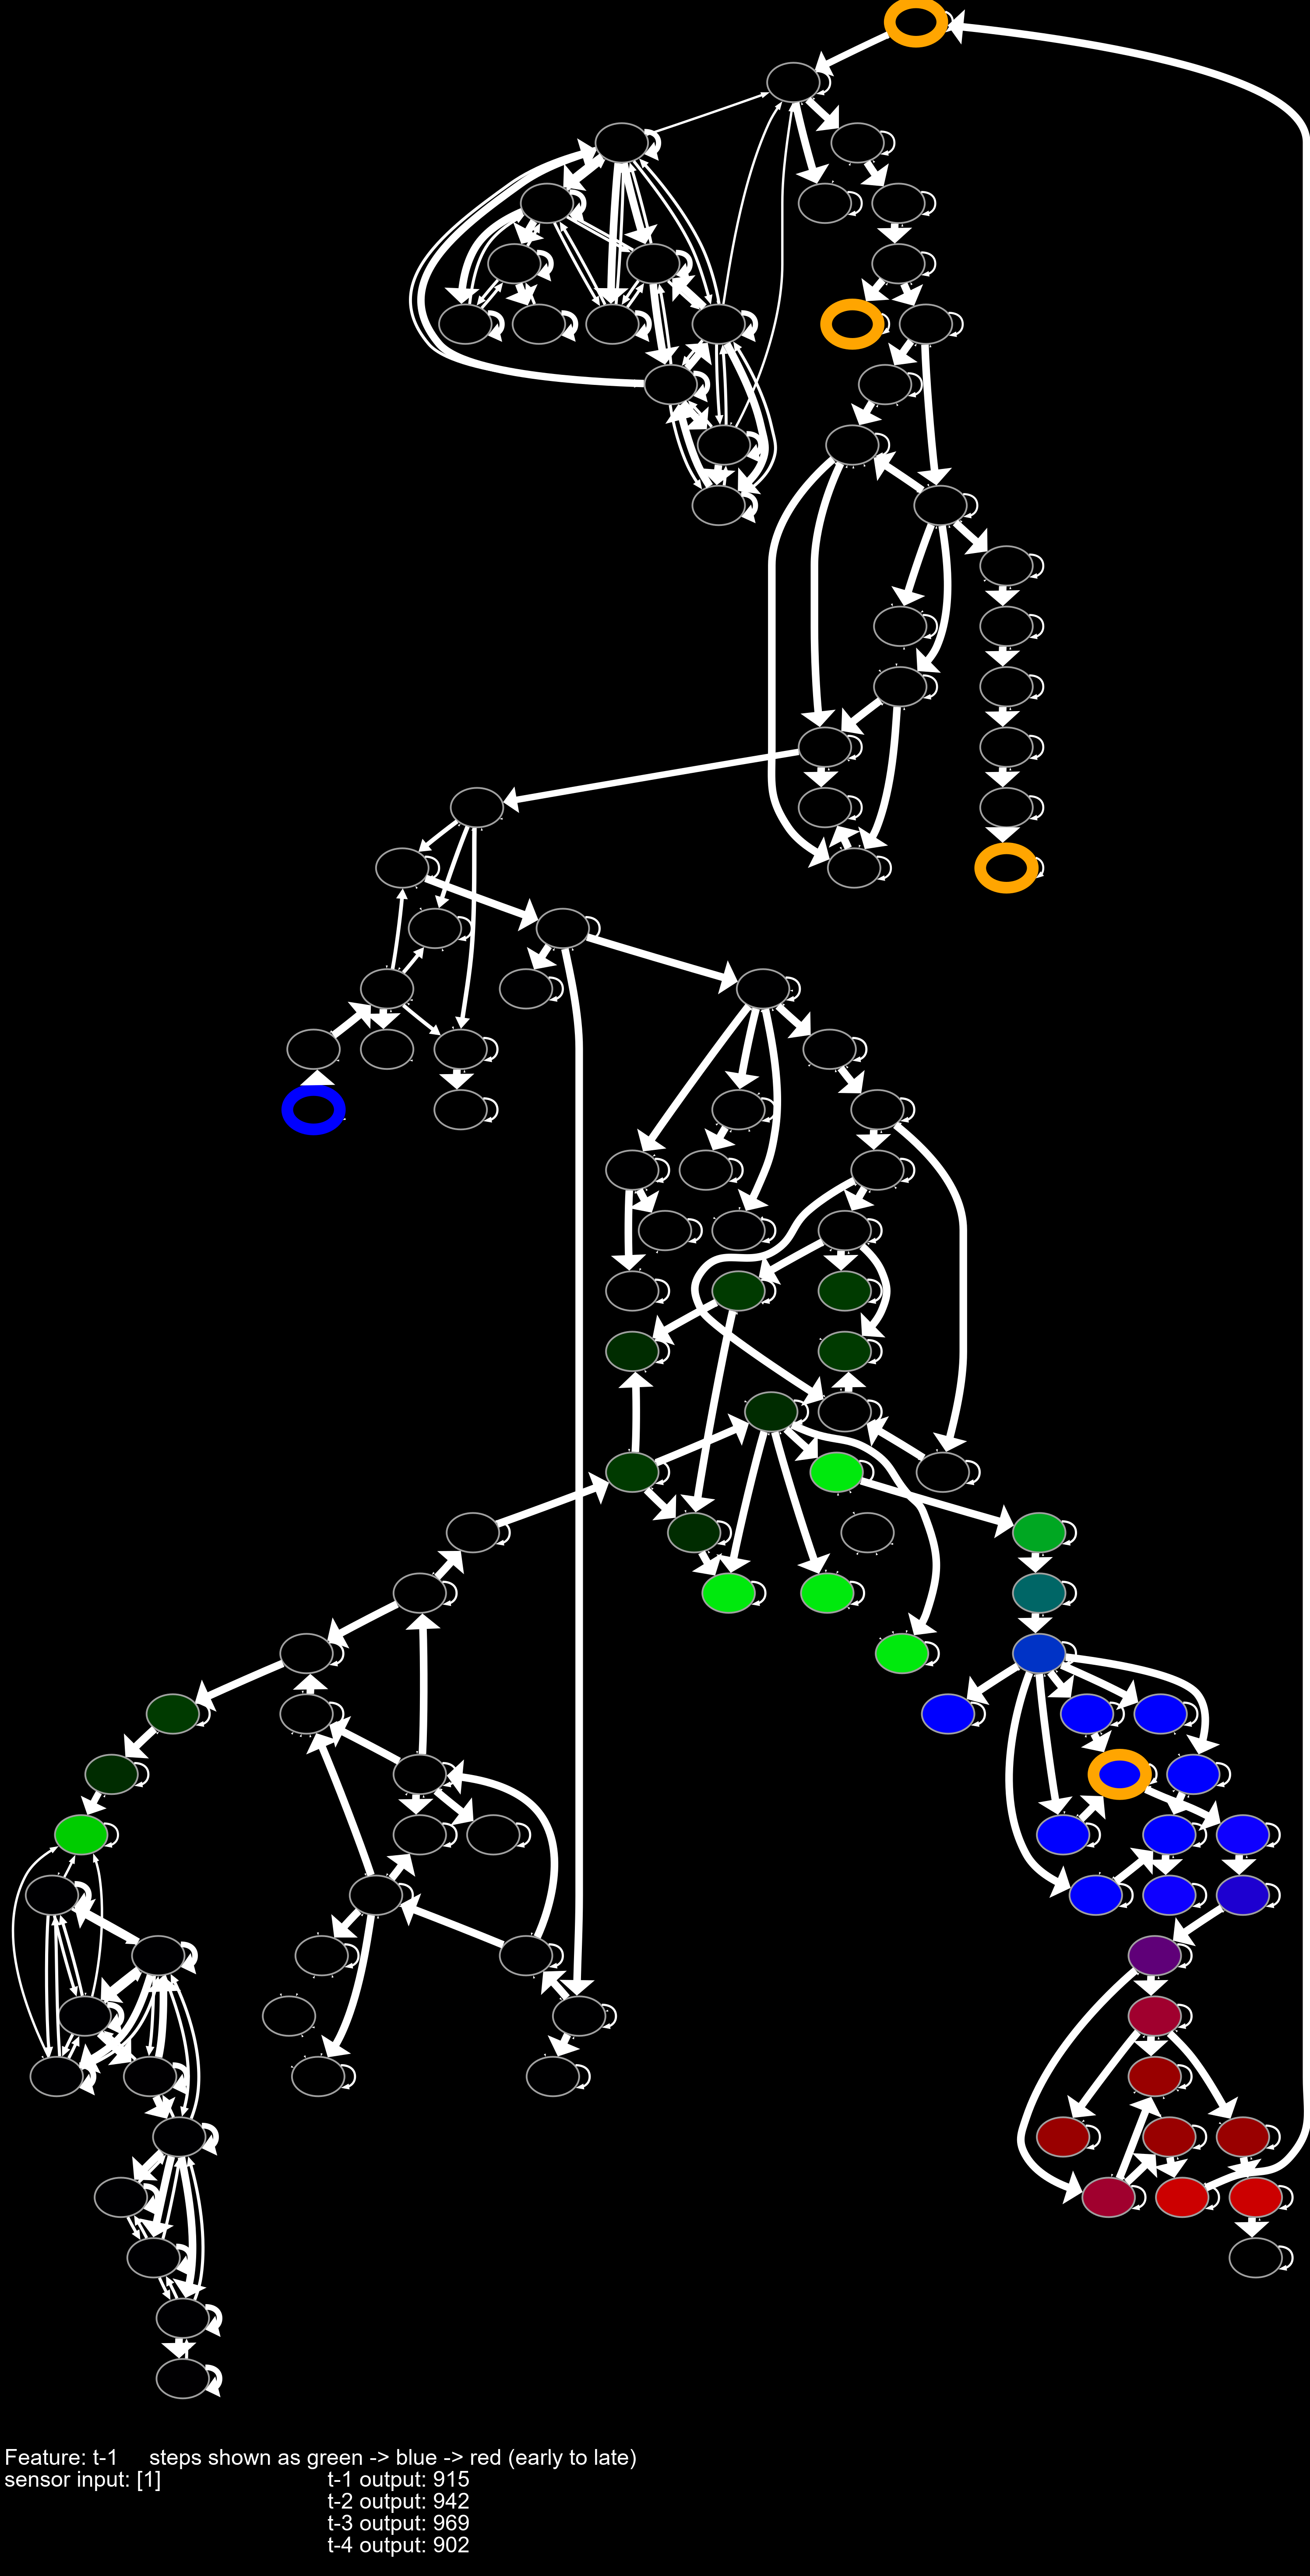 Feature: t-1 steps shown as green -> blue -> red (early to late)
sensor input: [1] t-1 output: 915
t-2 output: 942
t-3 output: 969
t-4 output: 902